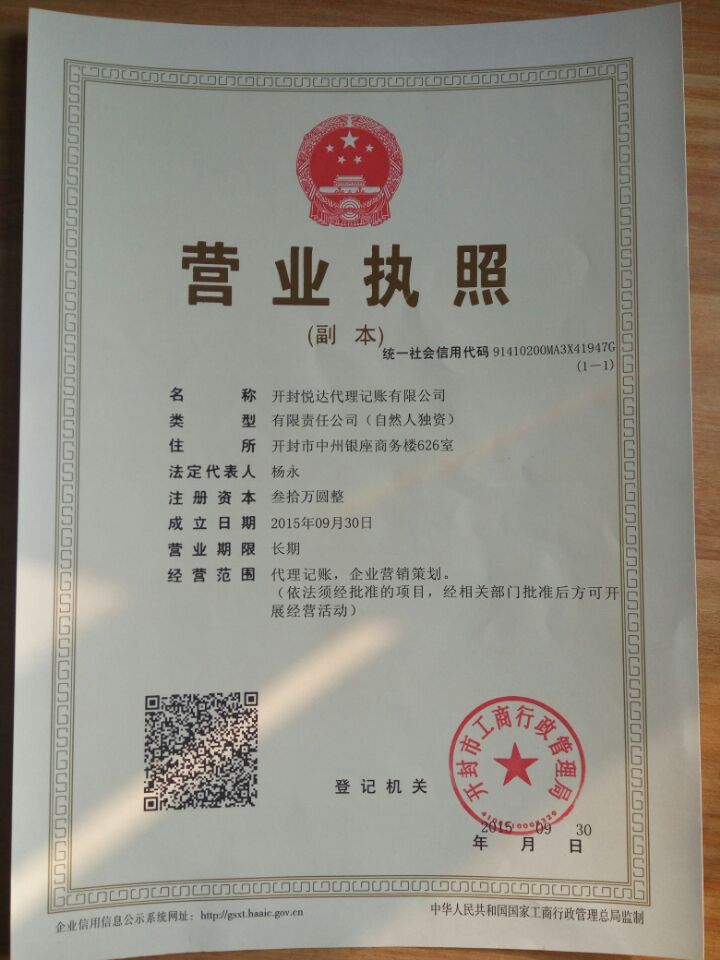 营业执照
(副 本)
统一社会信用代码 91410200MA3X41947G
(1－1)
名称 开封悦达代理记账有限公司
类型 有限责任公司（自然人独资）
住所 开封市中州银座商务楼626室
法定代表人 杨永
注册资本 叁拾万圆整
成立日期 2015年09月30日
营业期限 长期
经营范围 代理记账，企业营销策划。
（依法须经批准的项目，经相关部门批准后方可开
展经营活动）
开封市工商行政管理局
登记机关
2015 09 30
年 月 日
企业信用信息公示系统网址：http://gsxt.haaic.gov.cn
中华人民共和国国家工商行政管理总局监制